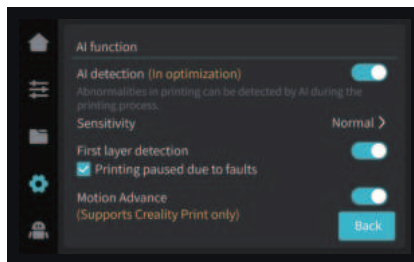 AI function
AI detection (In optimization)
Abnormalities in printing can be detected by AI during the
printing process.
Sensitivity
Normal >
First layer detection
Printing paused due to faults
Motion Advance
(Supports Creality Print only)
Back